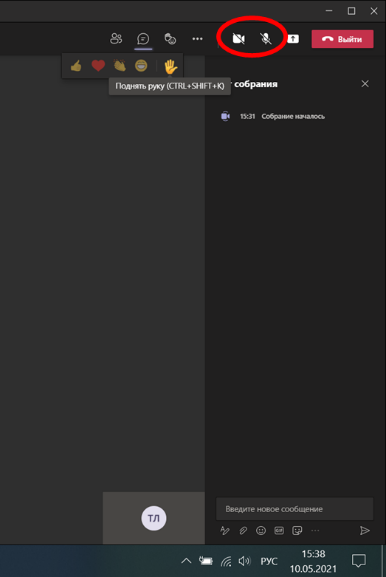 Выйти
Поднять руку (CTRL+SHIFT+K)
собрания
15:31 Собрание началось
ТЛ
Введите новое сообщение
GIF
РУС
15:38
10.05.2021